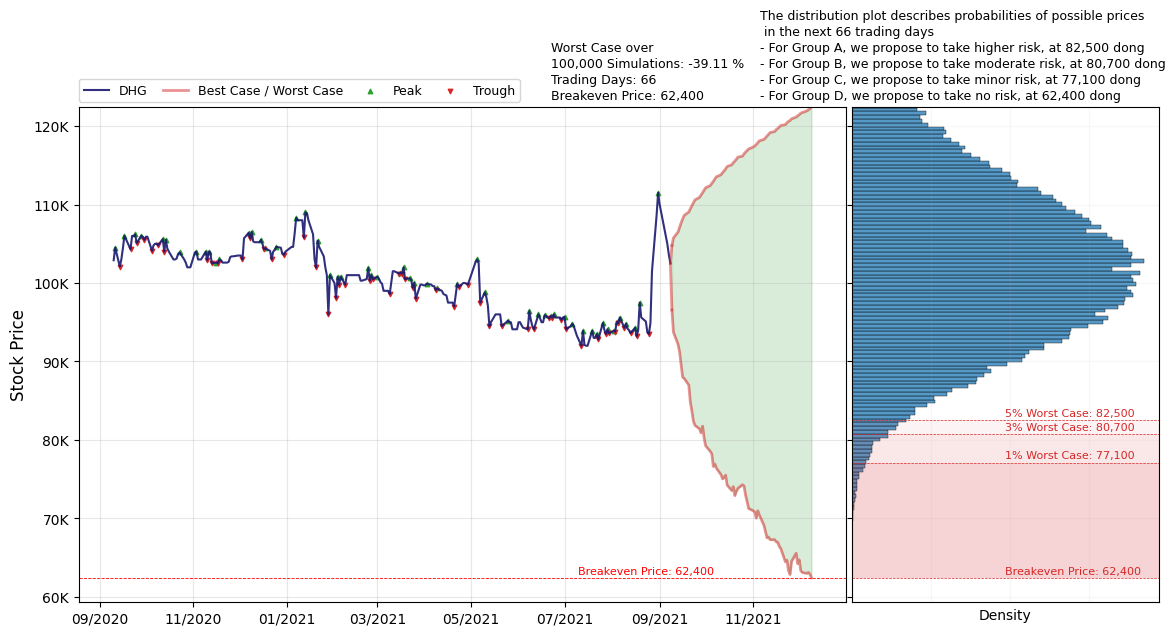 The distribution plot describes probabilities of possible prices
in the next 66 trading days
- For Group A, we propose to take higher risk, at 82,500 dong
- For Group B, we propose to take moderate risk, at 80,700 dong
- For Group C, we propose to take minor risk, at 77,100 dong
- For Group D, we propose to take no risk, at 62,400 dong
Worst Case over
100,000 Simulations: -39.11 %
Trading Days: 66
Breakeven Price: 62,400
DHG
Best Case / Worst Case
Peak
Trough
Stock Price
120K
110K
100K
90K
80K
70K
60K
Breakeven Price: 62,400
09/2020
11/2020
01/2021
03/2021
05/2021
07/2021
09/2021
11/2021
5% Worst Case: 82,500
3% Worst Case: 80,700
1% Worst Case: 77,100
Breakeven Price: 62,400
Density